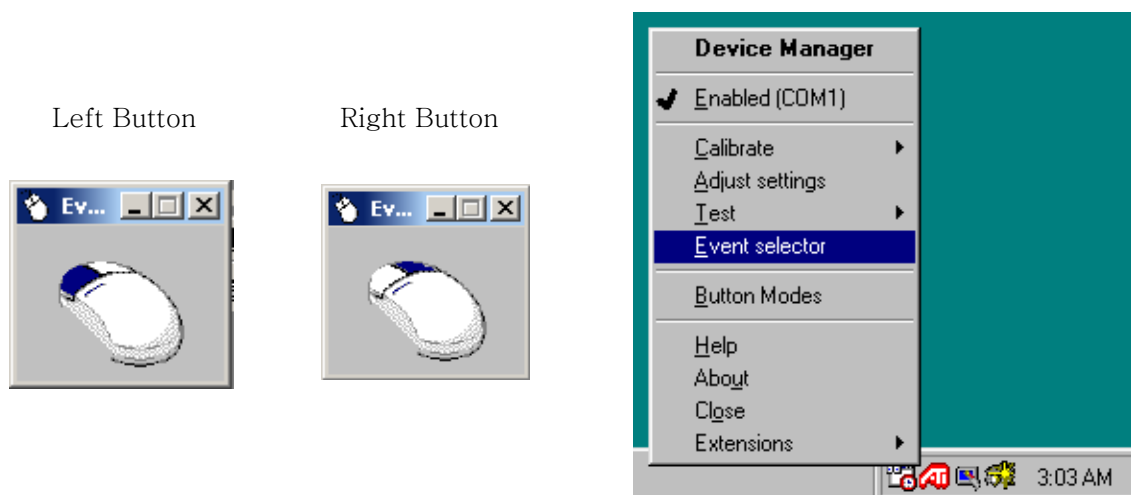 Left Button
Right Button
Ev...
Ev...
Device Manager
Enabled (COM1)
Calibrate
Adjust settings
Test
Event selector
Button Modes
Help
About
Close
Extensions
ATI
3:03 AM